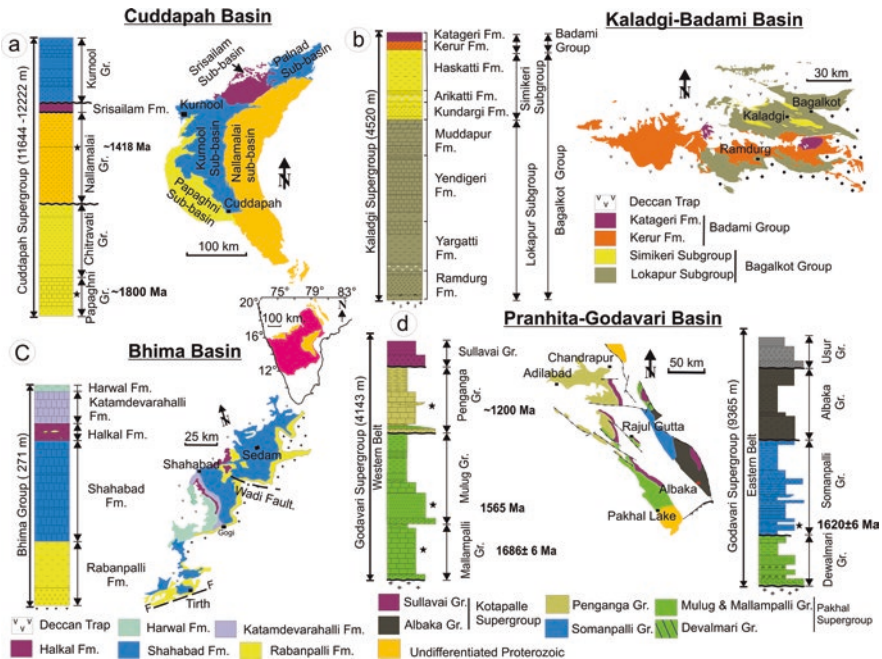 Cuddapah Basin
a
Cuddapah Supergroup (11644 -12222 m)
Kurnool Gr.
Srisailam Fm.
Nallamalai Gr.
~1418 Ma
Chitravati Gr.
Papaghni Gr.
~1800 Ma
Srisailam Sub-basin
Palnad Sub-basin
Kurnool
Kurnool Sub-basin
Nallamalai sub-basin
Papaghni Sub-basin
Cuddapah
N
100 km
Kaladgi-Badami Basin
b
Kaladgi Supergroup (4520 m)
Katageri Fm.
Kerur Fm.
Haskatti Fm.
Arikatti Fm.
Kundargi Fm.
Muddapur Fm.
Yendigeri Fm.
Yargatti Fm.
Ramdurg Fm.
Simikeri Subgroup
Lokapur Subgroup
Badami Group
Bagalkot Group
N
30 km
Bagalkot
Kaladgi
Ramdurg
Deccan Trap
Katageri Fm.
Kerur Fm.
Badami Group
Simikeri Subgroup
Lokapur Subgroup
Bagalkot Group
75° 79° 83°
20°
16°
12°
100 km
N
C
Bhima Basin
Bhima Group ( 271 m)
Harwal Fm.
Katamdevarahalli Fm.
Halkal Fm.
Shahabad Fm.
Rabanpalli Fm.
N
25 km
Sedam
Shahabad
Wadi Fault.
Gogi
F F
Tirth
Deccan Trap
Harwal Fm.
Katamdevarahalli Fm.
Halkal Fm.
Shahabad Fm.
Rabanpalli Fm.
d
Pranhita-Godavari Basin
Godavari Supergroup (4143 m)
Western Belt
Sullavai Gr.
Penganga Gr.
~1200 Ma
Mulug Gr.
1565 Ma
Mallampalli Gr.
1686± 6 Ma
N
50 km
Chandrapur
Adilabad
Rajul Gutta
Albaka
Pakhal Lake
Godavari Supergroup (9365 m)
Eastern Belt
Usur Gr.
Albaka Gr.
Somanpalli Gr.
1620±6 Ma
Dewalmari Gr.
Sullavai Gr.
Albaka Gr.
Kotapalle Supergroup
Penganga Gr.
Somanpalli Gr.
Mulug & Mallampalli Gr.
Devalmari Gr.
Pakhal Supergroup
Undifferentiated Proterozoic